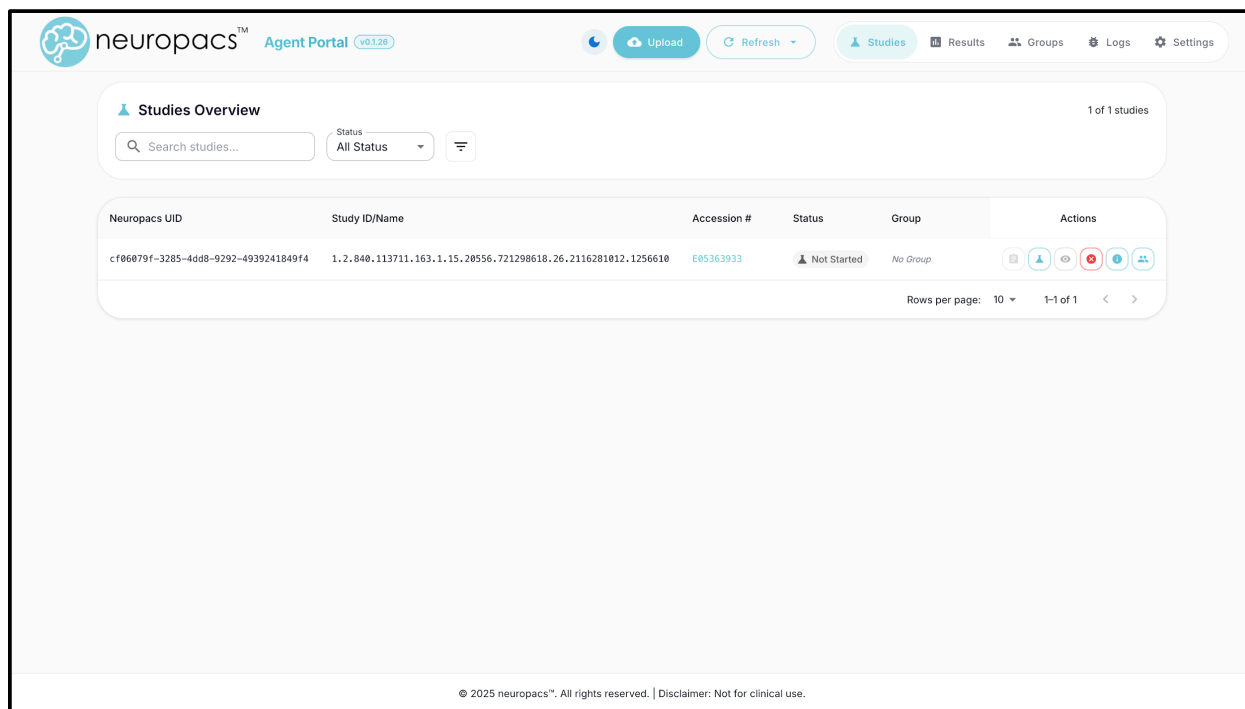 neuropacs™ Agent Portal v0.1.26 Upload Refresh Studies Results Groups Logs Settings
Studies Overview 1 of 1 studies
Status
Search studies... All Status
Neuropacs UID Study ID/Name Accession # Status Group Actions
cf06079f-3285-4dd8-9292-4939241849f4 1.2.840.113711.163.1.15.20556.721298618.26.2116281012.1256610 E05363933 Not Started No Group
Rows per page: 10 1–1 of 1
© 2025 neuropacs™. All rights reserved. | Disclaimer: Not for clinical use.